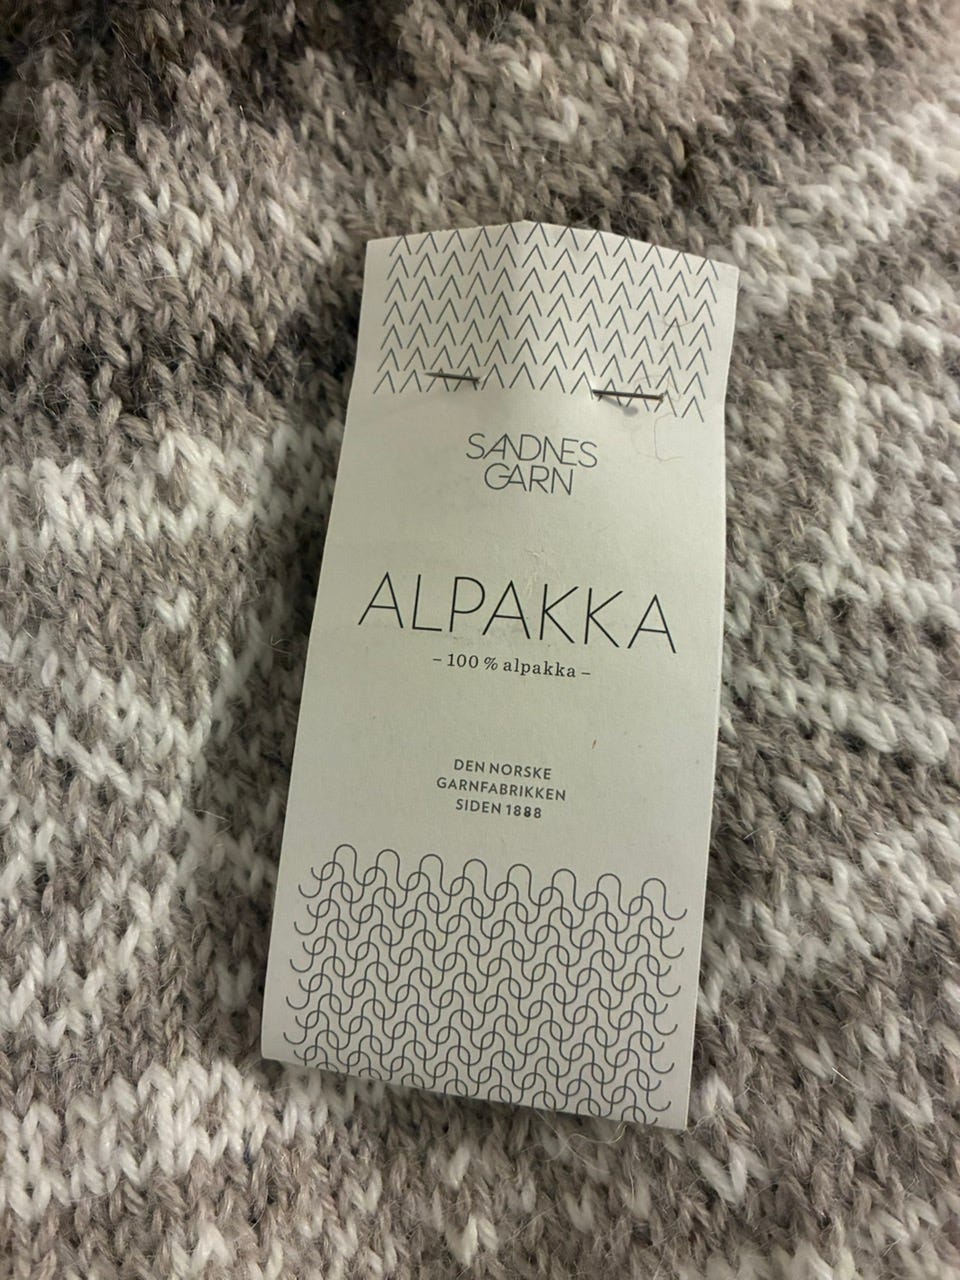 SANDNES
GARN
ALPAKKA
– 100 % alpakka –
DEN NORSKE
GARNFABRIKKEN
SIDEN 1888